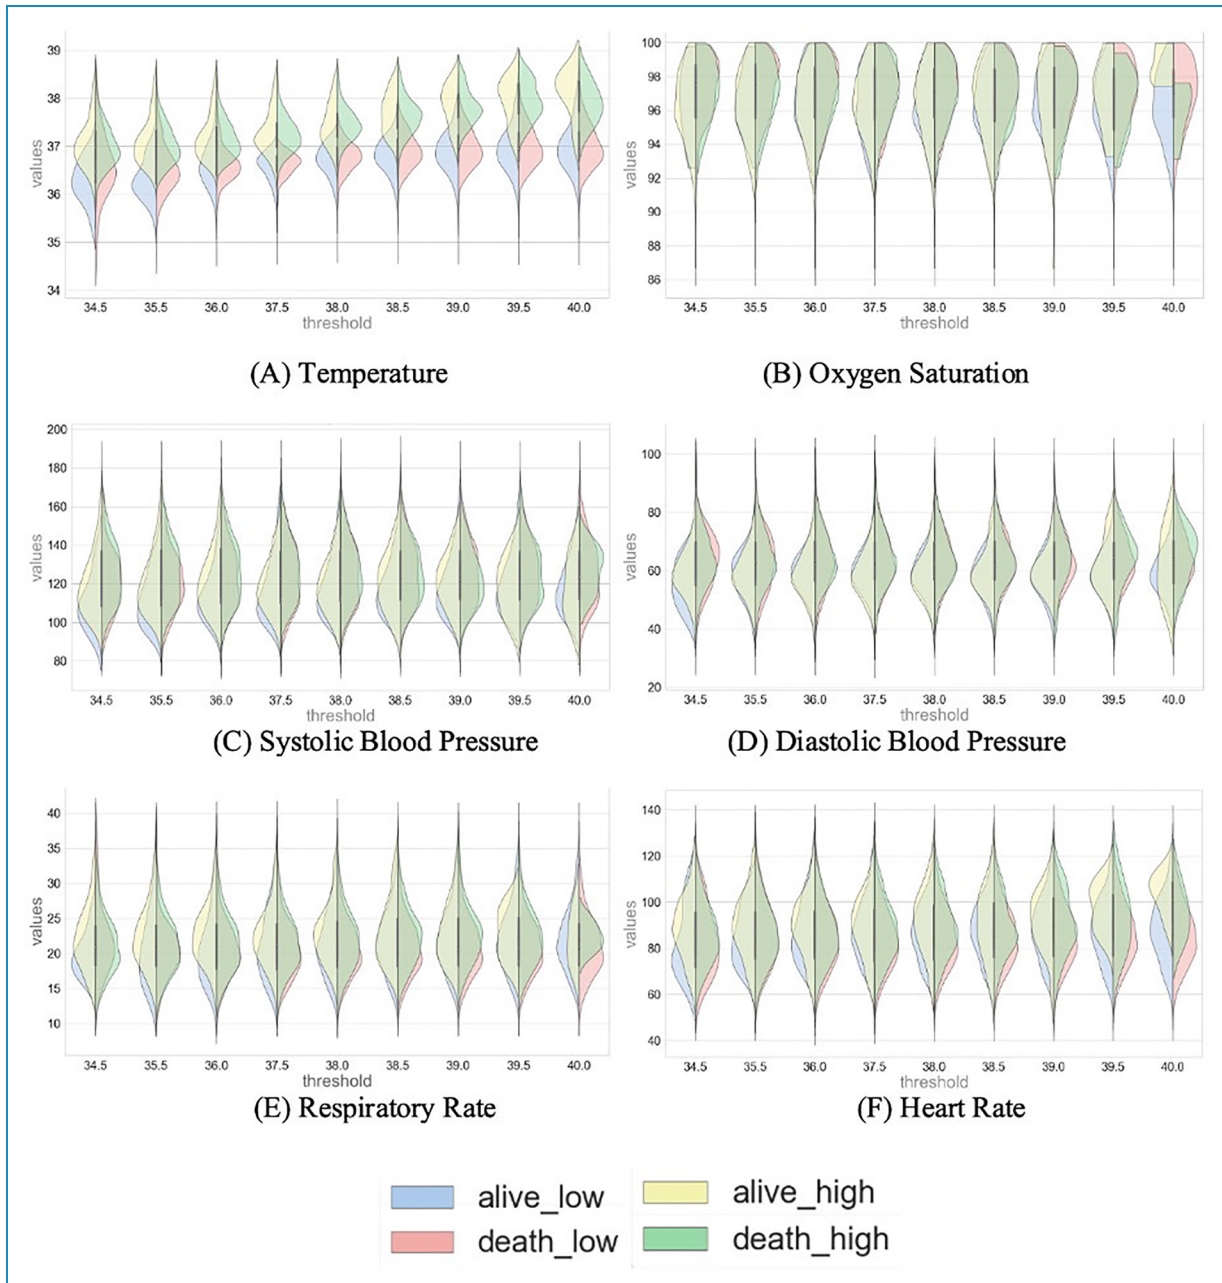 39
38
37
36
35
34
values
34.5 35.5 36.0 37.5 38.0 38.5 39.0 39.5 40.0
threshold
(A) Temperature
100
98
96
94
92
90
88
86
values
34.5 35.5 36.0 37.5 38.0 38.5 39.0 39.5 40.0
threshold
(B) Oxygen Saturation
200
180
160
140
120
100
80
values
34.5 35.5 36.0 37.5 38.0 38.5 39.0 39.5 40.0
threshold
(C) Systolic Blood Pressure
100
80
60
40
20
values
34.5 35.5 36.0 37.5 38.0 38.5 39.0 39.5 40.0
threshold
(D) Diastolic Blood Pressure
40
35
30
25
20
15
10
values
34.5 35.5 36.0 37.5 38.0 38.5 39.0 39.5 40.0
threshold
(E) Respiratory Rate
140
120
100
80
60
40
values
34.5 35.5 36.0 37.5 38.0 38.5 39.0 39.5 40.0
threshold
(F) Heart Rate
alive_low alive_high
death_low death_high